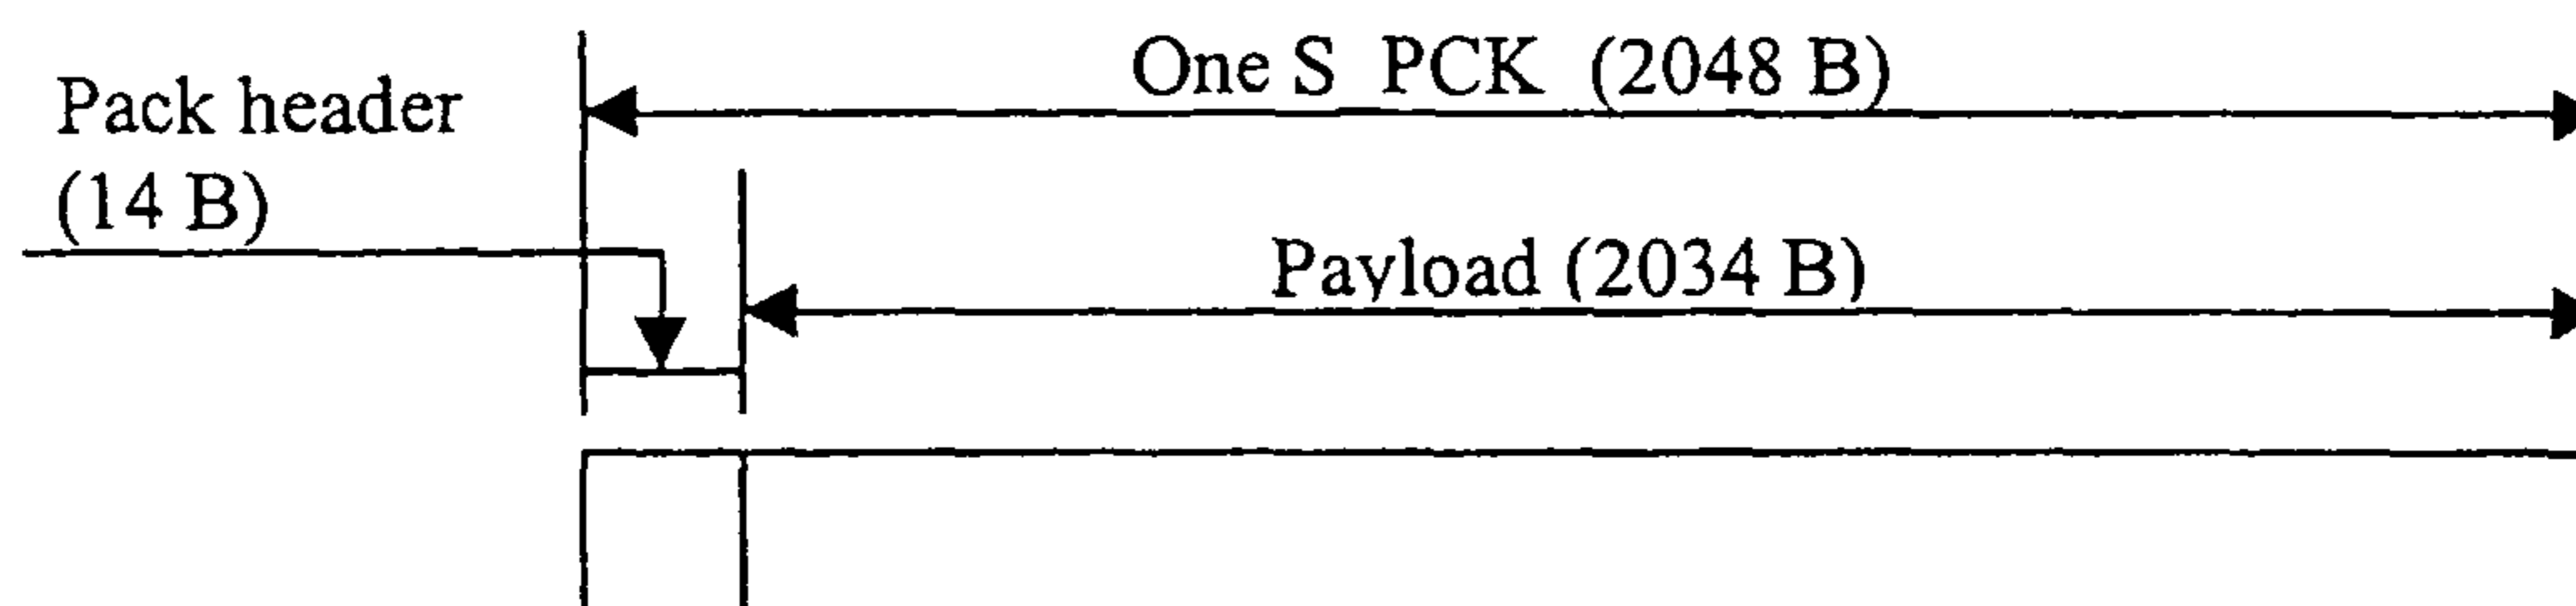 One S PCK (2048 B)
Pack header
(14 B)
Payload (2034 B)